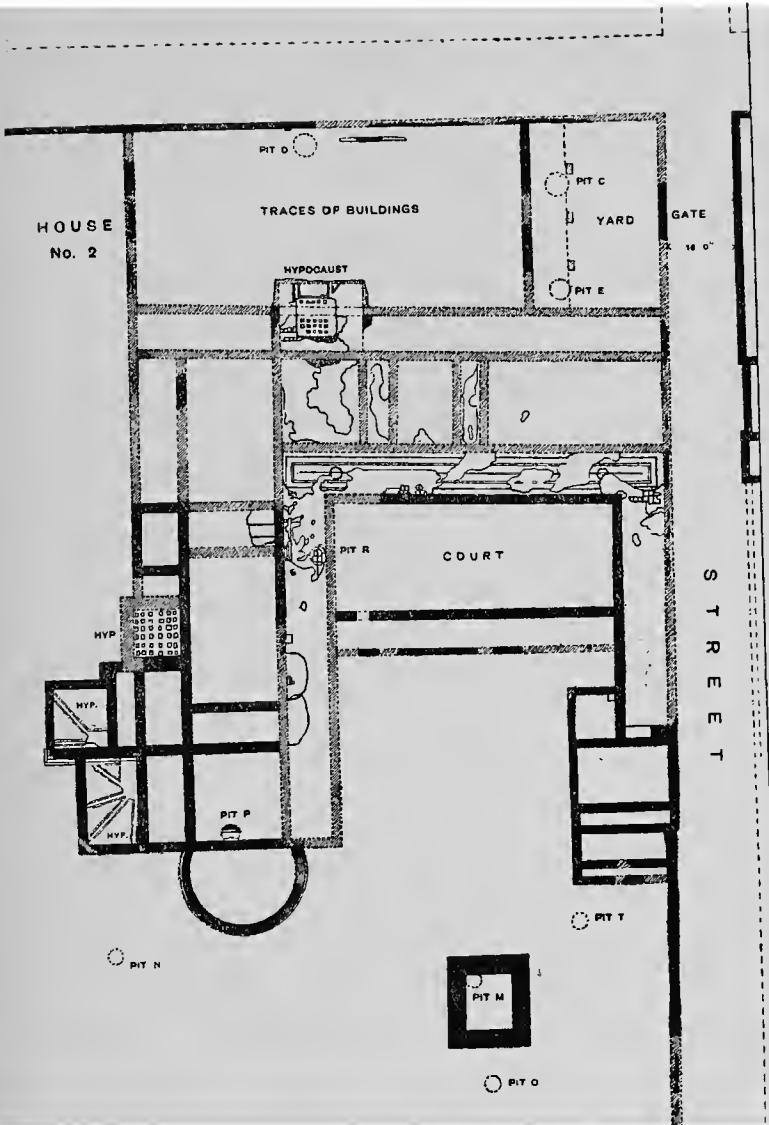 PIT D
PIT C
TRACES OF BUILDINGS
YARD
GATE
HOUSE
No. 2
HYPOCAUST
PIT E
PIT R
COURT
STREET
HYP
HYP.
HYP.
PIT P
PIT T
PIT N
PIT M
PIT O